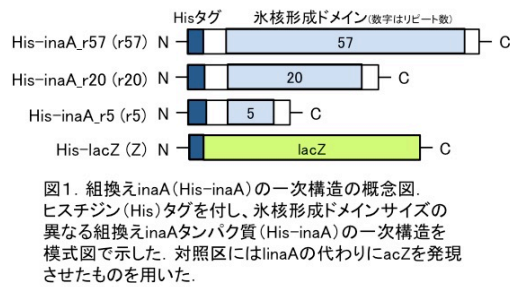 Hisタグ 氷核形成ドメイン(数字はリピート数)
His-inaA_r57 (r57) N 57 C
His-inaA_r20 (r20) N 20 C
His-inaA_r5 (r5) N 5 C
His-lacZ (Z) N lacZ C
図1．組換えinaA(His-inaA)の一次構造の概念図．
ヒスチジン(His)タグを付し、氷核形成ドメインサイズの
異なる組換えinaAタンパク質(His-inaA)の一次構造を
模式図で示した．対照区にはlinaAの代わりにacZを発現
させたものを用いた．